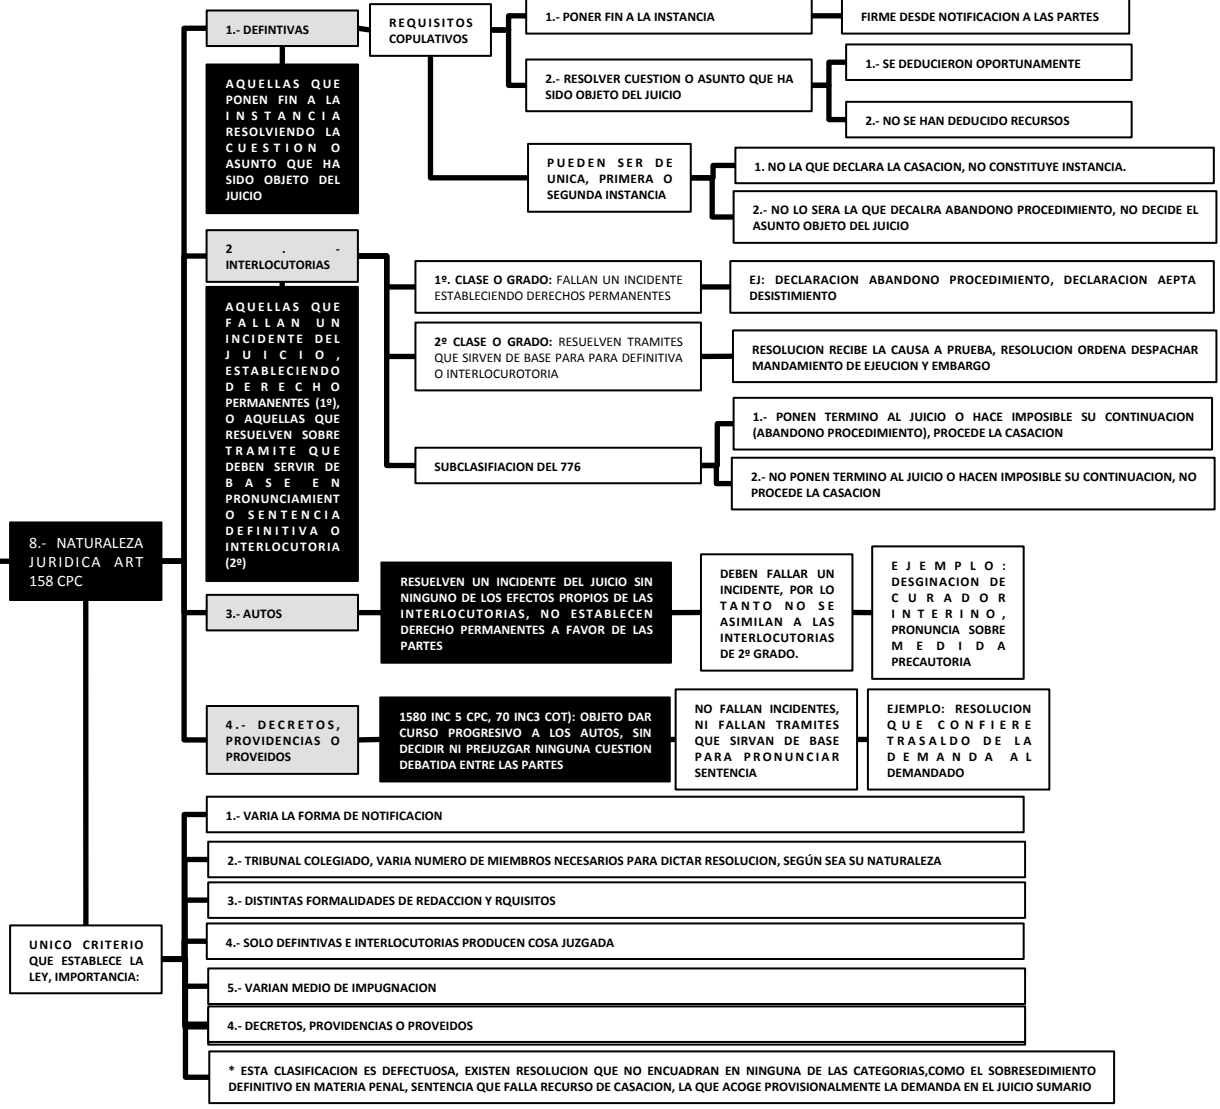 1.- DEFINTIVAS
REQUISITOS
COPULATIVOS
1.- PONER FIN A LA INSTANCIA
FIRME DESDE NOTIFICACION A LAS PARTES
2.- RESOLVER CUESTION O ASUNTO QUE HA
SIDO OBJETO DEL JUICIO
1.- SE DEDUCIERON OPORTUNAMENTE
2.- NO SE HAN DEDUCIDO RECURSOS
AQUELLAS QUE
PONEN FIN A LA
INSTANCIA
RESOLVIENDO LA
CUESTION O
ASUNTO QUE HA
SIDO OBJETO DEL
JUICIO
PUEDEN SER DE
UNICA, PRIMERA O
SEGUNDA INSTANCIA
1. NO LA QUE DECLARA LA CASACION, NO CONSTITUYE INSTANCIA.
2.- NO LO SERA LA QUE DECALRA ABANDONO PROCEDIMIENTO, NO DECIDE EL
ASUNTO OBJETO DEL JUICIO
2 . -
INTERLOCUTORIAS
1º. CLASE O GRADO: FALLAN UN INCIDENTE
ESTABLECIENDO DERECHOS PERMANENTES
EJ: DECLARACION ABANDONO PROCEDIMIENTO, DECLARACION AEPTA
DESISTIMIENTO
AQUELLAS QUE
FALLAN UN
INCIDENTE DEL
JUICIO,
ESTABLECIENDO
DERECHO
PERMANENTES (1º),
O AQUELLAS QUE
RESUELVEN SOBRE
TRAMITE QUE
DEBEN SERVIR DE
BASE EN
PRONUNCIAMIENT
O SENTENCIA
DEFINITIVA O
INTERLOCUTORIA
(2º)
2º CLASE O GRADO: RESUELVEN TRAMITES
QUE SIRVEN DE BASE PARA PARA DEFINITIVA
O INTERLOCUROTORIA
RESOLUCION RECIBE LA CAUSA A PRUEBA, RESOLUCION ORDENA DESPACHAR
MANDAMIENTO DE EJEUCION Y EMBARGO
SUBCLASIFIACION DEL 776
1.- PONEN TERMINO AL JUICIO O HACE IMPOSIBLE SU CONTINUACION
(ABANDONO PROCEDIMIENTO), PROCEDE LA CASACION
2.- NO PONEN TERMINO AL JUICIO O HACEN IMPOSIBLE SU CONTINUACION, NO
PROCEDE LA CASACION
8.- NATURALEZA
JURIDICA ART
158 CPC
3.- AUTOS
RESUELVEN UN INCIDENTE DEL JUICIO SIN
NINGUNO DE LOS EFECTOS PROPIOS DE LAS
INTERLOCUTORIAS, NO ESTABLECEN
DERECHO PERMANENTES A FAVOR DE LAS
PARTES
DEBEN FALLAR UN
INCIDENTE, POR LO
TANTO NO SE
ASIMILAN A LAS
INTERLOCUTORIAS
DE 2º GRADO.
EJEMPLO:
DESGINACION DE
CURADOR
INTERINO,
PRONUNCIA SOBRE
MEDIDA
PRECAUTORIA
4.- DECRETOS,
PROVIDENCIAS O
PROVEIDOS
1580 INC 5 CPC, 70 INC3 COT): OBJETO DAR
CURSO PROGRESIVO A LOS AUTOS, SIN
DECIDIR NI PREJUZGAR NINGUNA CUESTION
DEBATIDA ENTRE LAS PARTES
NO FALLAN INCIDENTES,
NI FALLAN TRAMITES
QUE SIRVAN DE BASE
PARA PRONUNCIAR
SENTENCIA
EJEMPLO: RESOLUCION
QUE CONFIERE
TRASALDO DE LA
DEMANDA AL
DEMANDADO
UNICO CRITERIO
QUE ESTABLECE LA
LEY, IMPORTANCIA:
1.- VARIA LA FORMA DE NOTIFICACION
2.- TRIBUNAL COLEGIADO, VARIA NUMERO DE MIEMBROS NECESARIOS PARA DICTAR RESOLUCION, SEGÚN SEA SU NATURALEZA
3.- DISTINTAS FORMALIDADES DE REDACCION Y RQUISITOS
4.- SOLO DEFINTIVAS E INTERLOCUTORIAS PRODUCEN COSA JUZGADA
5.- VARIAN MEDIO DE IMPUGNACION
4.- DECRETOS, PROVIDENCIAS O PROVEIDOS
* ESTA CLASIFICACION ES DEFECTUOSA, EXISTEN RESOLUCION QUE NO ENCUADRAN EN NINGUNA DE LAS CATEGORIAS,COMO EL SOBRESEDIMIENTO
DEFINITIVO EN MATERIA PENAL, SENTENCIA QUE FALLA RECURSO DE CASACION, LA QUE ACOGE PROVISIONALMENTE LA DEMANDA EN EL JUICIO SUMARIO